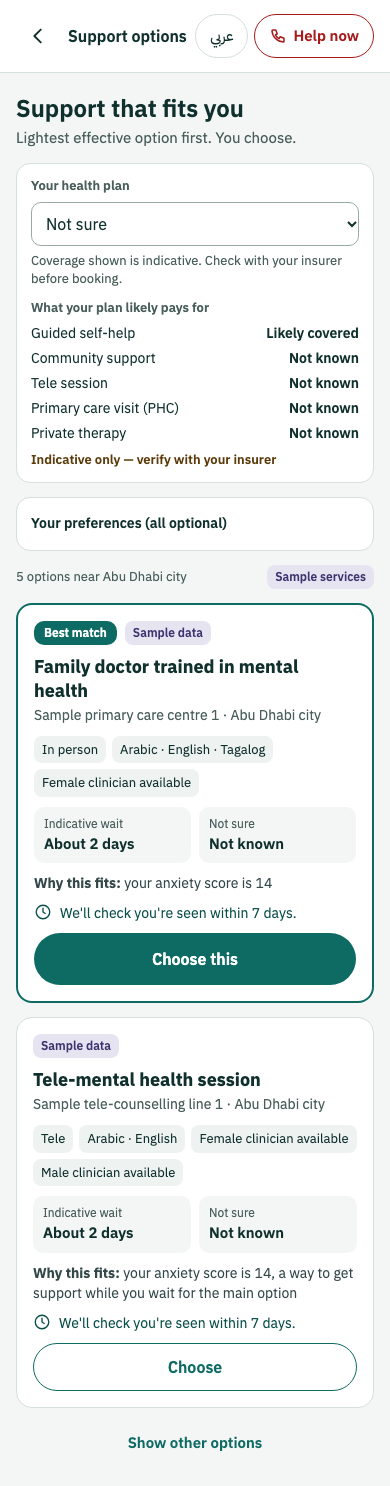 Support options
عربي
Help now
Support that fits you
Lightest effective option first. You choose.
Your health plan
Not sure
Coverage shown is indicative. Check with your insurer
before booking.
What your plan likely pays for
Guided self-help Likely covered
Community support Not known
Tele session Not known
Primary care visit (PHC) Not known
Private therapy Not known
Indicative only — verify with your insurer
Your preferences (all optional)
5 options near Abu Dhabi city
Sample services
Best match
Sample data
Family doctor trained in mental
health
Sample primary care centre 1 · Abu Dhabi city
In person
Arabic · English · Tagalog
Female clinician available
Indicative wait
About 2 days
Not sure
Not known
Why this fits: your anxiety score is 14
We'll check you're seen within 7 days.
Choose this
Sample data
Tele-mental health session
Sample tele-counselling line 1 · Abu Dhabi city
Tele
Arabic · English
Female clinician available
Male clinician available
Indicative wait
About 2 days
Not sure
Not known
Why this fits: your anxiety score is 14, a way to get
support while you wait for the main option
We'll check you're seen within 7 days.
Choose
Show other options